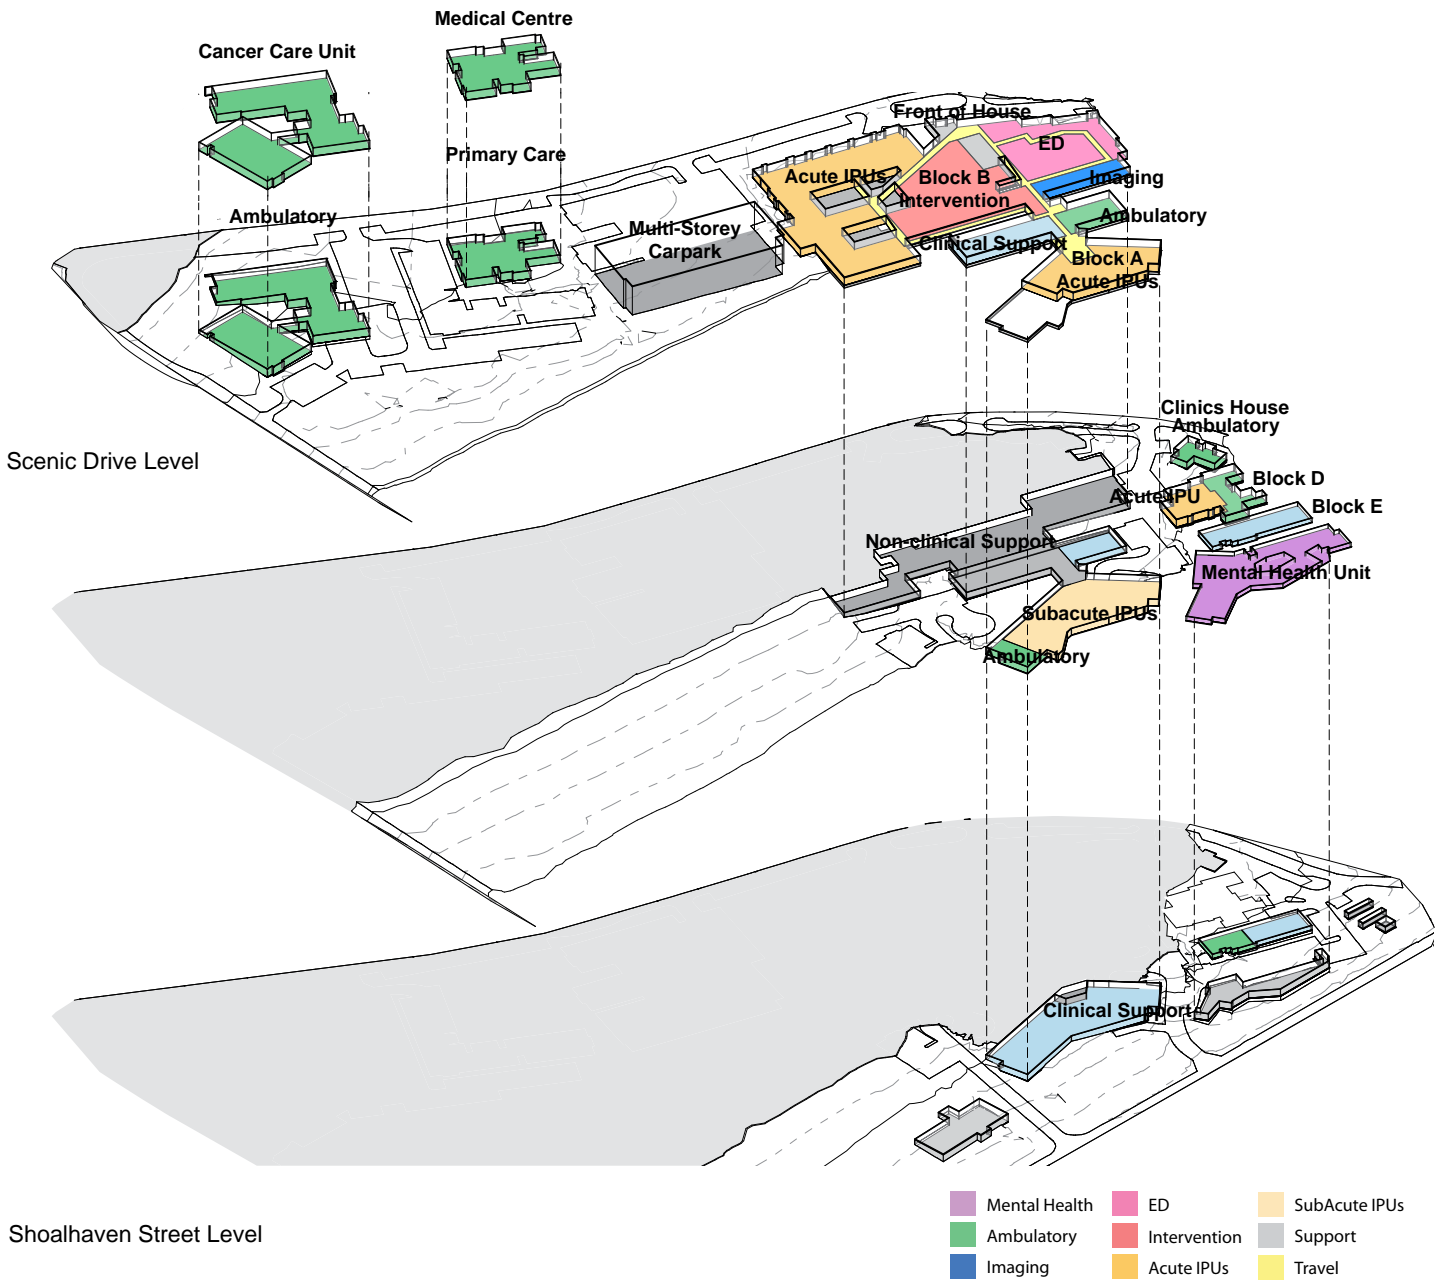 Medical Centre
Cancer Care Unit
Front of House
ED
Primary Care
Acute IPUs
Block B
Imaging
Intervention
Ambulatory
Ambulatory
Multi-Storey
Carpark
Clinical Support
Block A
Acute IPUs
Clinics House
Ambulatory
Scenic Drive Level
Block D
Acute IPU
Block E
Non-clinical Support
Mental Health Unit
Subacute IPUs
Ambulatory
Clinical Support
Shoalhaven Street Level
Mental Health
ED
SubAcute IPUs
Ambulatory
Intervention
Support
Imaging
Acute IPUs
Travel